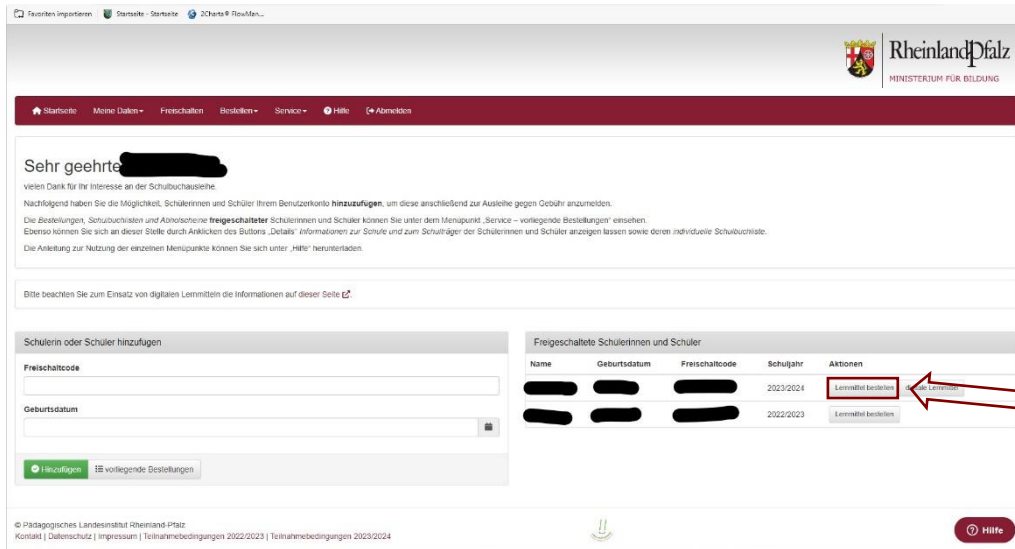 Favoriten importieren Startseite - Startseite 2Charta® FlowMan...
RheinlandPfalz
MINISTERIUM FÜR BILDUNG
Startseite Meine Daten Freischalten Bestellen Service Hilfe Abmelden
Sehr geehrte
vielen Dank für Ihr Interesse an der Schulbuchausleihe.
Nachfolgend haben Sie die Möglichkeit, Schülerinnen und Schüler Ihrem Benutzerkonto hinzuzufügen, um diese anschließend zur Ausleihe gegen Gebühr anzumelden.
Die Bestellungen, Schulbuchlisten und Abholscheine freigeschalteter Schülerinnen und Schüler können Sie unter dem Menüpunkt „Service – vorliegende Bestellungen" einsehen.
Ebenso können Sie sich an dieser Stelle durch Anklicken des Buttons „Details" Informationen zur Schule und zum Schulträger der Schülerinnen und Schüler anzeigen lassen sowie deren individuelle Schulbuchliste.
Die Anleitung zur Nutzung der einzelnen Menüpunkte können Sie sich unter „Hilfe" herunterladen.
Bitte beachten Sie zum Einsatz von digitalen Lernmitteln die Informationen auf dieser Seite.
Schülerin oder Schüler hinzufügen
Freischaltcode
Geburtsdatum
Hinzufügen vorliegende Bestellungen
Freigeschaltete Schülerinnen und Schüler
Name Geburtsdatum Freischaltcode Schuljahr Aktionen
2023/2024 Lernmittel bestellen Lernmittel
2022/2023 Lernmittel bestellen
© Pädagogisches Landesinstitut Rheinland-Pfalz
Kontakt | Datenschutz | Impressum | Teilnahmebedingungen 2022/2023 | Teilnahmebedingungen 2023/2024
Hilfe